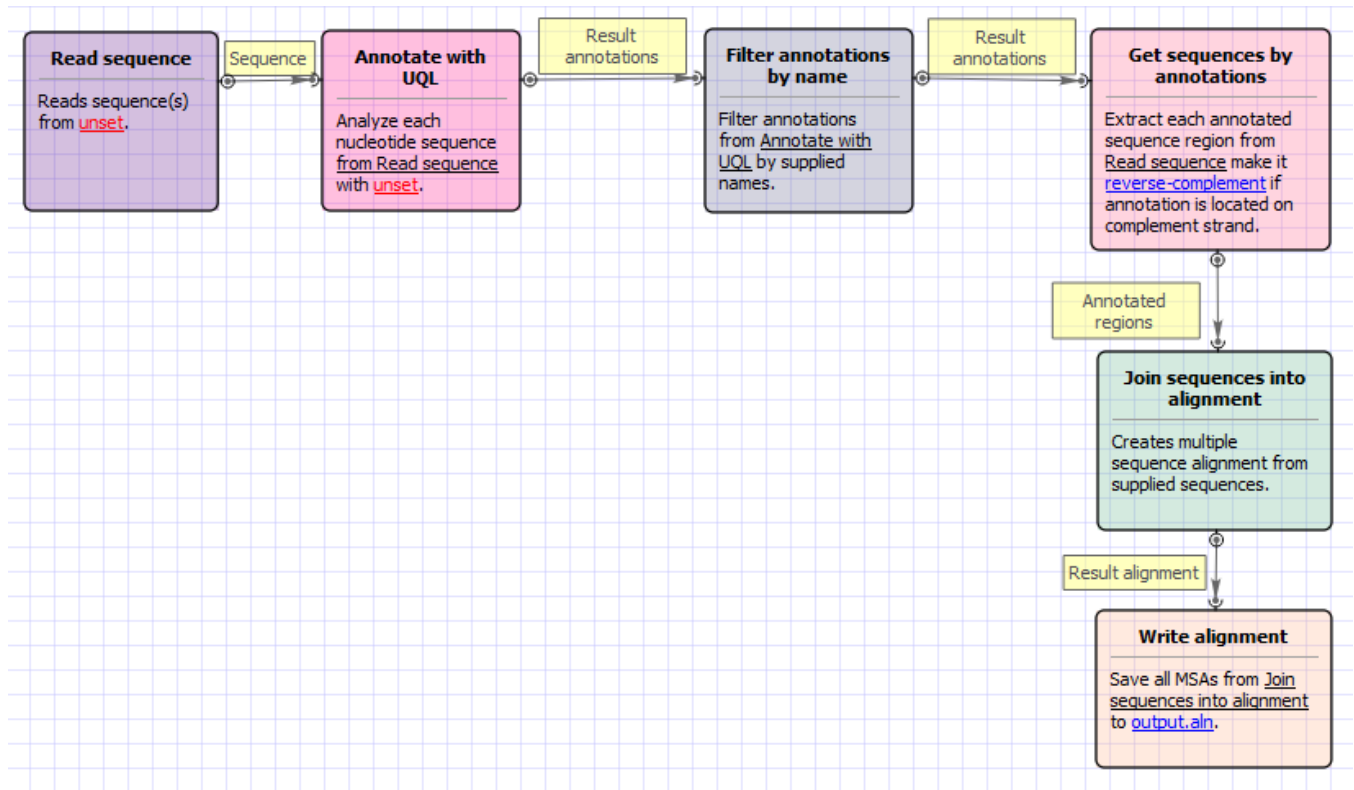 Read sequence
Reads sequence(s)
from unset.
Sequence
Annotate with
UQL
Analyze each
nucleotide sequence
from Read sequence
with unset.
Result
annotations
Filter annotations
by name
Filter annotations
from Annotate with
UQL by supplied
names.
Result
annotations
Get sequences by
annotations
Extract each annotated
sequence region from
Read sequence make it
reverse-complement if
annotation is located on
complement strand.
Annotated
regions
Join sequences into
alignment
Creates multiple
sequence alignment from
supplied sequences.
Result alignment
Write alignment
Save all MSAs from Join
sequences into alignment
to output.aln.